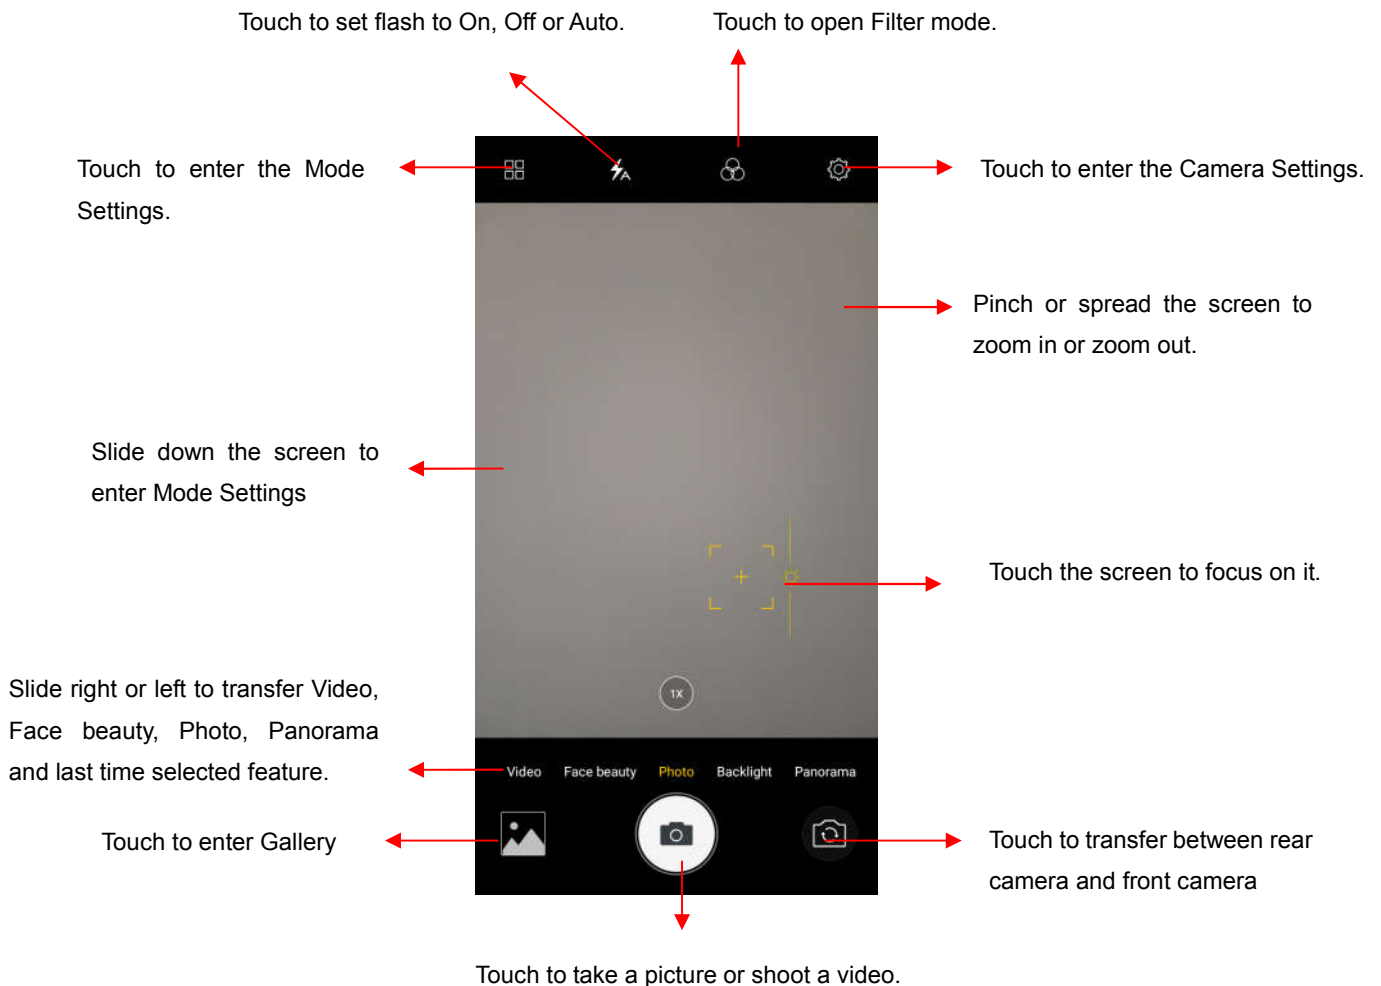 Touch to set flash to On, Off or Auto.
Touch to open Filter mode.
Touch to enter the Mode
Settings.
A
Touch to enter the Camera Settings.
Pinch or spread the screen to
zoom in or zoom out.
Slide down the screen to
enter Mode Settings
Touch the screen to focus on it.
Slide right or left to transfer Video,
Face beauty, Photo, Panorama
and last time selected feature.
1X
Video Face beauty Photo Backlight Panorama
Touch to enter Gallery
Touch to transfer between rear
camera and front camera
Touch to take a picture or shoot a video.